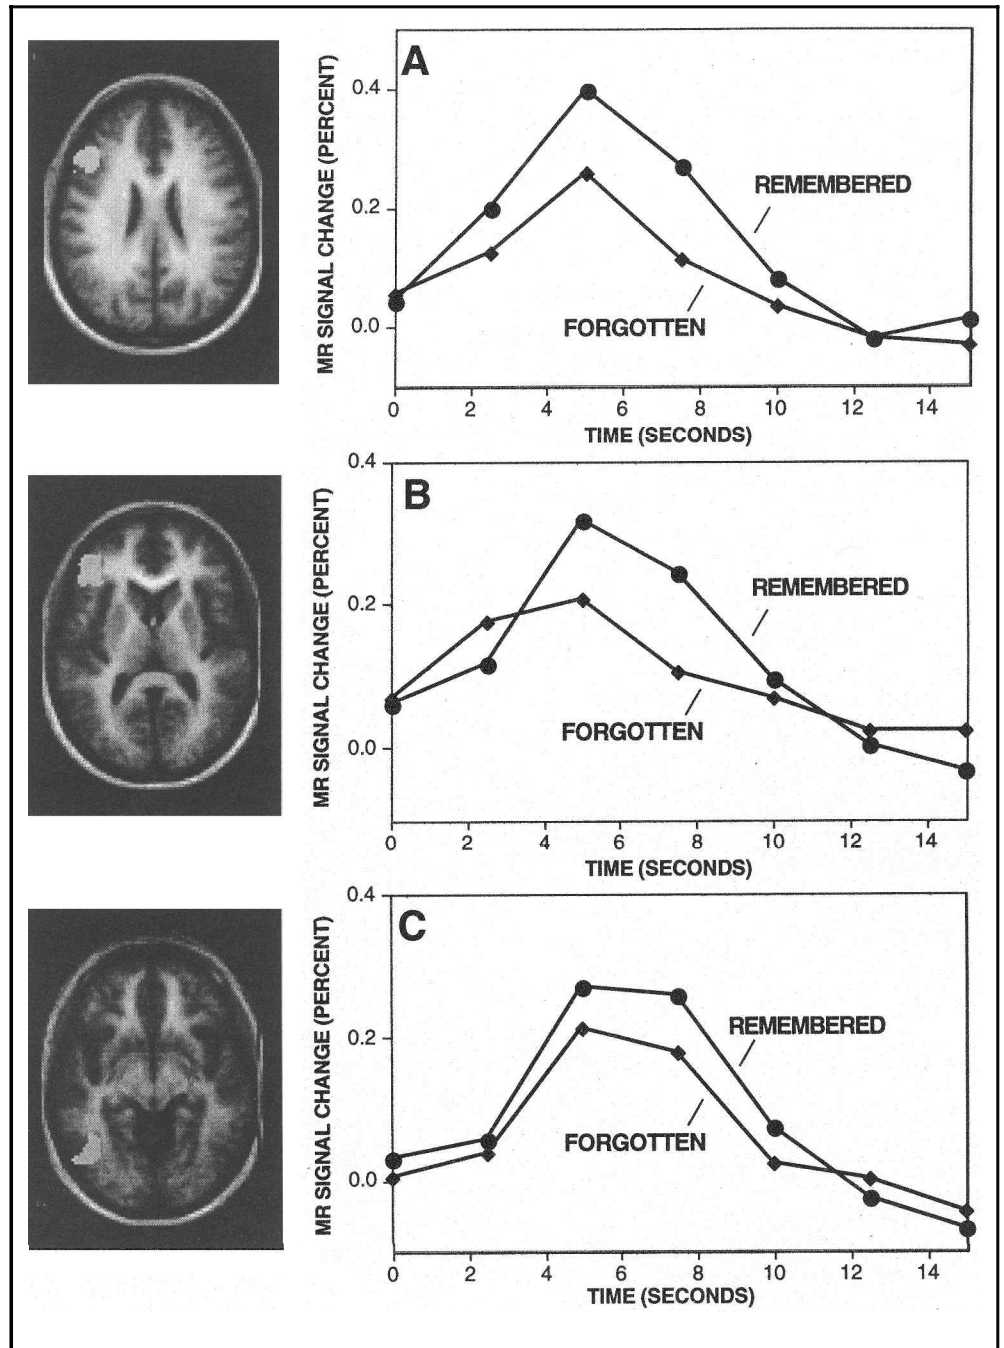 A
MR SIGNAL CHANGE (PERCENT)
0.4
0.2
0.0
REMEMBERED
FORGOTTEN
0 2 4 6 8 10 12 14
TIME (SECONDS)
B
MR SIGNAL CHANGE (PERCENT)
0.4
0.2
0.0
REMEMBERED
FORGOTTEN
0 2 4 6 8 10 12 14
TIME (SECONDS)
C
MR SIGNAL CHANGE (PERCENT)
0.4
0.2
0.0
REMEMBERED
FORGOTTEN
0 2 4 6 8 10 12 14
TIME (SECONDS)